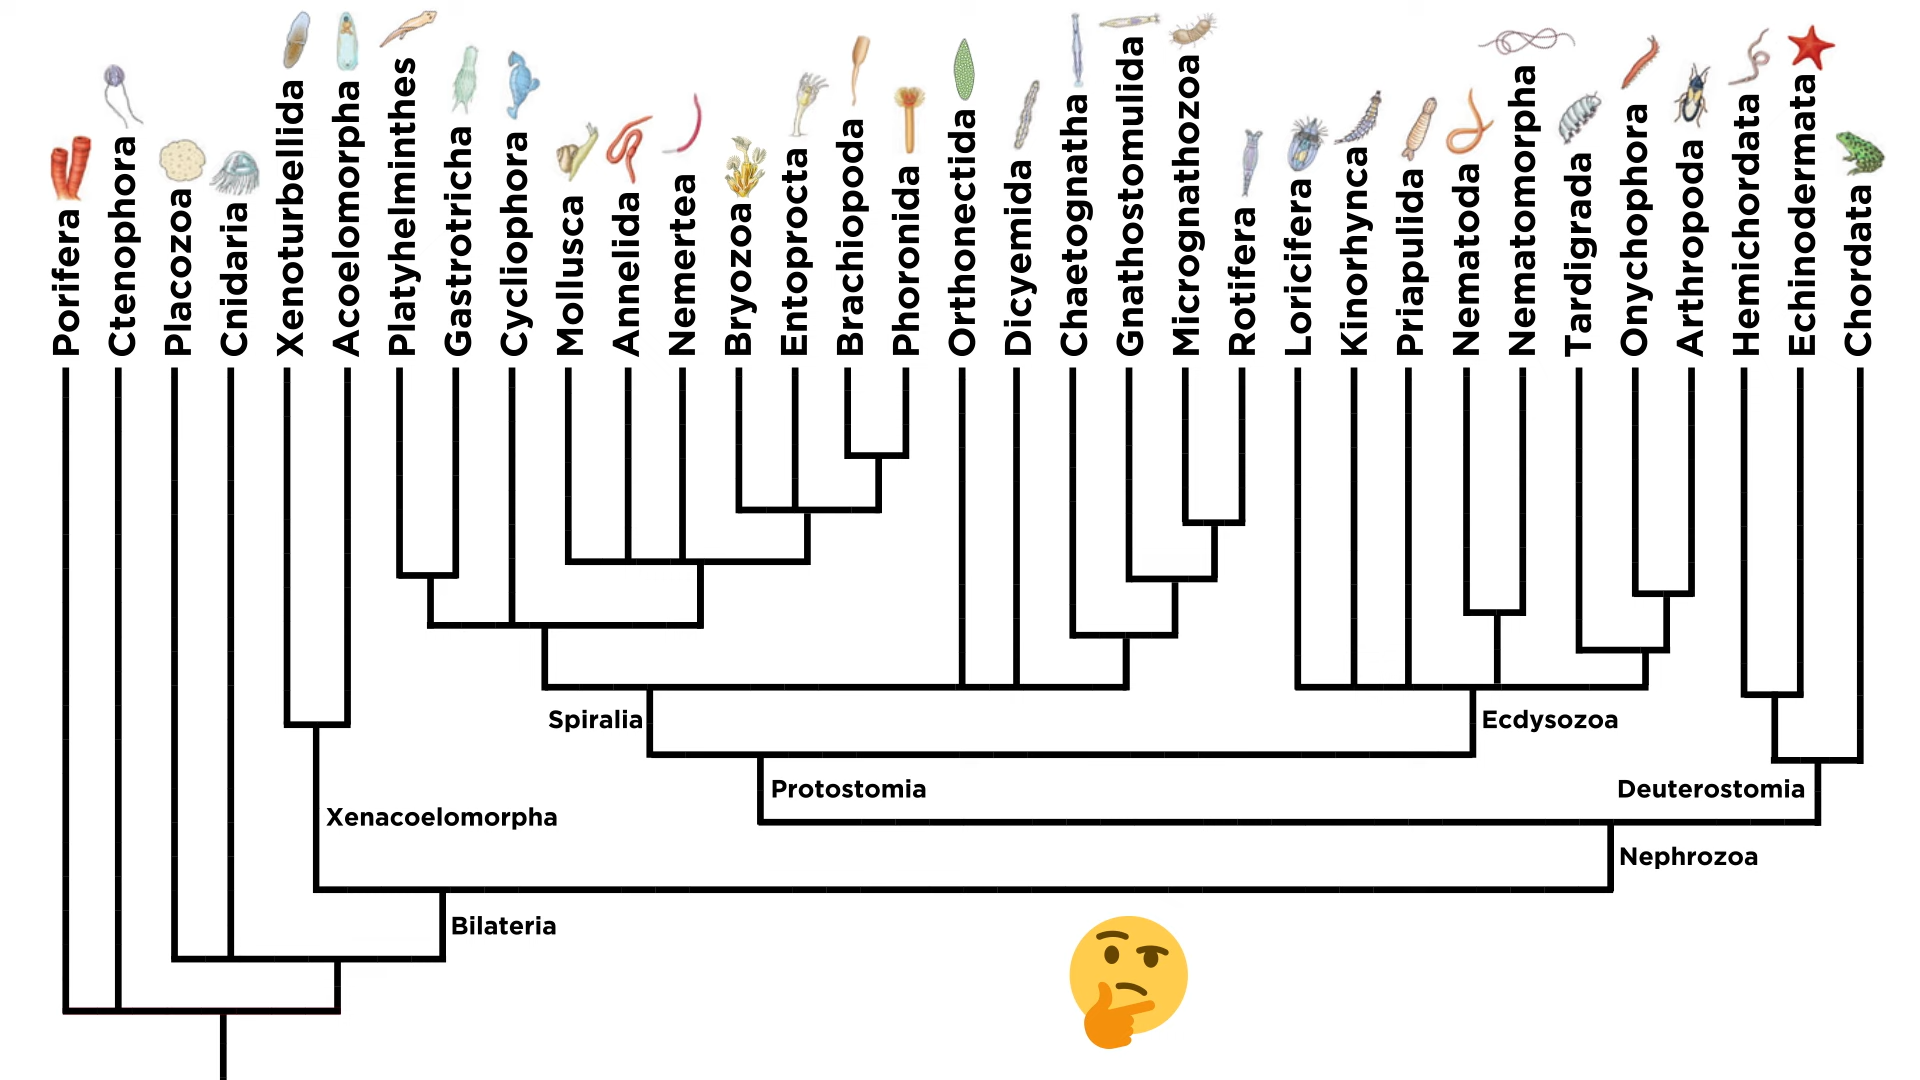 Porifera
Ctenophora
Placozoa
Cnidaria
Xenoturbellida
Acoelomorpha
Platyhelminthes
Gastrotricha
Cycliophora
Mollusca
Annelida
Nemertea
Bryozoa
Entoprocta
Brachiopoda
Phoronida
Orthonectida
Dicyemida
Chaetognatha
Gnathostomulida
Micrognathozoa
Rotifera
Loricifera
Kinorhynca
Priapulida
Nematoda
Nematomorpha
Tardigrada
Onychophora
Arthropoda
Hemichordata
Echinodermata
Chordata
Spiralia
Ecdysozoa
Protostomia
Deuterostomia
Xenacoelomorpha
Nephrozoa
Bilateria